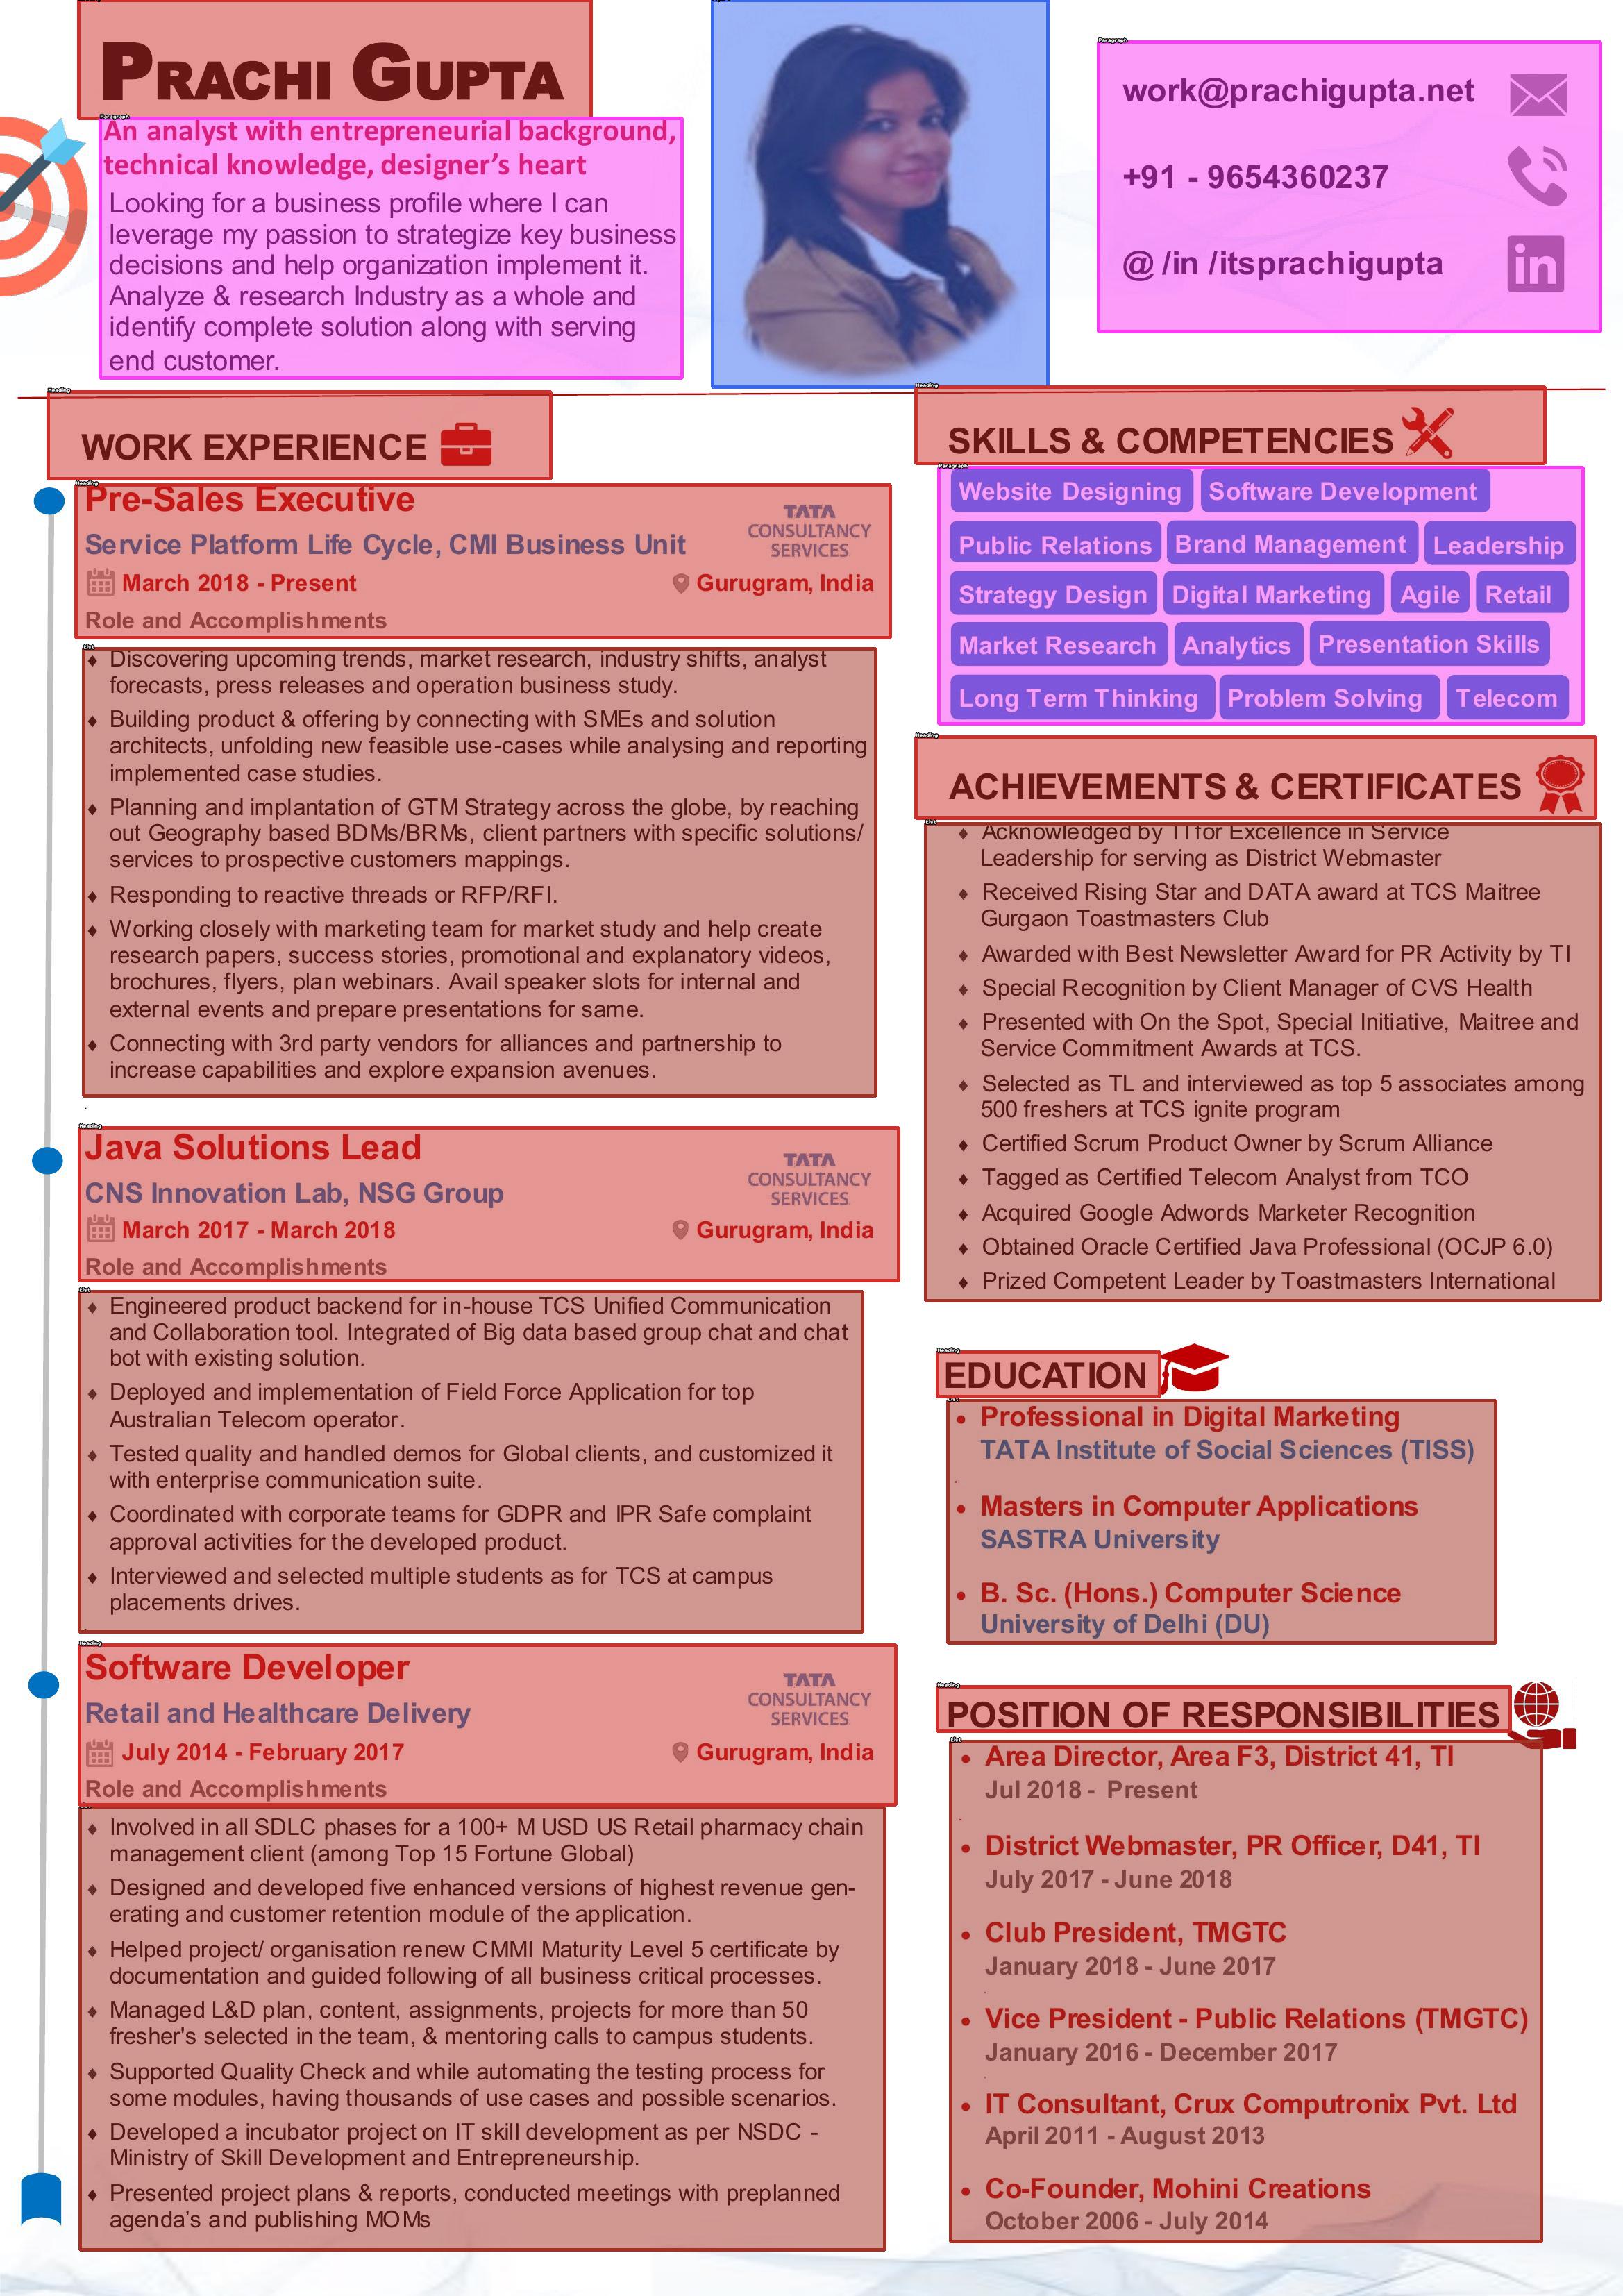 PRACHI GUPTA
An analyst with entrepreneurial background,
technical knowledge, designer's heart
Looking for a business profile where I can
leverage my passion to strategize key business
decisions and help organization implement it.
Analyze & research Industry as a whole and
identify complete solution along with serving
end customer.
work@prachigupta.net
+91 - 9654360237
@ /in /itsprachigupta
WORK EXPERIENCE
Pre-Sales Executive
Service Platform Life Cycle, CMI Business Unit
TATA
CONSULTANCY
SERVICES
March 2018 - Present
Gurugram, India
Role and Accomplishments
♦ Discovering upcoming trends, market research, industry shifts, analyst
forecasts, press releases and operation business study.
♦ Building product & offering by connecting with SMEs and solution
architects, unfolding new feasible use-cases while analysing and reporting
implemented case studies.
♦ Planning and implantation of GTM Strategy across the globe, by reaching
out Geography based BDMs/BRMs, client partners with specific solutions/
services to prospective customers mappings.
♦ Responding to reactive threads or RFP/RFI.
♦ Working closely with marketing team for market study and help create
research papers, success stories, promotional and explanatory videos,
brochures, flyers, plan webinars. Avail speaker slots for internal and
external events and prepare presentations for same.
♦ Connecting with 3rd party vendors for alliances and partnership to
increase capabilities and explore expansion avenues.
Java Solutions Lead
CNS Innovation Lab, NSG Group
TATA
CONSULTANCY
SERVICES
March 2017 - March 2018
Gurugram, India
Role and Accomplishments
♦ Engineered product backend for in-house TCS Unified Communication
and Collaboration tool. Integrated of Big data based group chat and chat
bot with existing solution.
♦ Deployed and implementation of Field Force Application for top
Australian Telecom operator.
♦ Tested quality and handled demos for Global clients, and customized it
with enterprise communication suite.
♦ Coordinated with corporate teams for GDPR and IPR Safe complaint
approval activities for the developed product.
♦ Interviewed and selected multiple students as for TCS at campus
placements drives.
Software Developer
Retail and Healthcare Delivery
TATA
CONSULTANCY
SERVICES
July 2014 - February 2017
Gurugram, India
Role and Accomplishments
♦ Involved in all SDLC phases for a 100+ M USD US Retail pharmacy chain
management client (among Top 15 Fortune Global)
♦ Designed and developed five enhanced versions of highest revenue gen-
erating and customer retention module of the application.
♦ Helped project/ organisation renew CMMI Maturity Level 5 certificate by
documentation and guided following of all business critical processes.
♦ Managed L&D plan, content, assignments, projects for more than 50
fresher's selected in the team, & mentoring calls to campus students.
♦ Supported Quality Check and while automating the testing process for
some modules, having thousands of use cases and possible scenarios.
♦ Developed a incubator project on IT skill development as per NSDC -
Ministry of Skill Development and Entrepreneurship.
♦ Presented project plans & reports, conducted meetings with preplanned
agenda's and publishing MOMs
SKILLS & COMPETENCIES
Website Designing Software Development
Public Relations Brand Management Leadership
Strategy Design Digital Marketing Agile Retail
Market Research Analytics Presentation Skills
Long Term Thinking Problem Solving Telecom
ACHIEVEMENTS & CERTIFICATES
♦ Acknowledged by TI for Excellence in Service
Leadership for serving as District Webmaster
♦ Received Rising Star and DATA award at TCS Maitree
Gurgaon Toastmasters Club
♦ Awarded with Best Newsletter Award for PR Activity by TI
♦ Special Recognition by Client Manager of CVS Health
♦ Presented with On the Spot, Special Initiative, Maitree and
Service Commitment Awards at TCS.
♦ Selected as TL and interviewed as top 5 associates among
500 freshers at TCS ignite program
♦ Certified Scrum Product Owner by Scrum Alliance
♦ Tagged as Certified Telecom Analyst from TCO
♦ Acquired Google Adwords Marketer Recognition
♦ Obtained Oracle Certified Java Professional (OCJP 6.0)
♦ Prized Competent Leader by Toastmasters International
EDUCATION
• Professional in Digital Marketing
TATA Institute of Social Sciences (TISS)
• Masters in Computer Applications
SASTRA University
• B. Sc. (Hons.) Computer Science
University of Delhi (DU)
POSITION OF RESPONSIBILITIES
• Area Director, Area F3, District 41, TI
Jul 2018 - Present
• District Webmaster, PR Officer, D41, TI
July 2017 - June 2018
• Club President, TMGTC
January 2018 - June 2017
• Vice President - Public Relations (TMGTC)
January 2016 - December 2017
• IT Consultant, Crux Computronix Pvt. Ltd
April 2011 - August 2013
• Co-Founder, Mohini Creations
October 2006 - July 2014